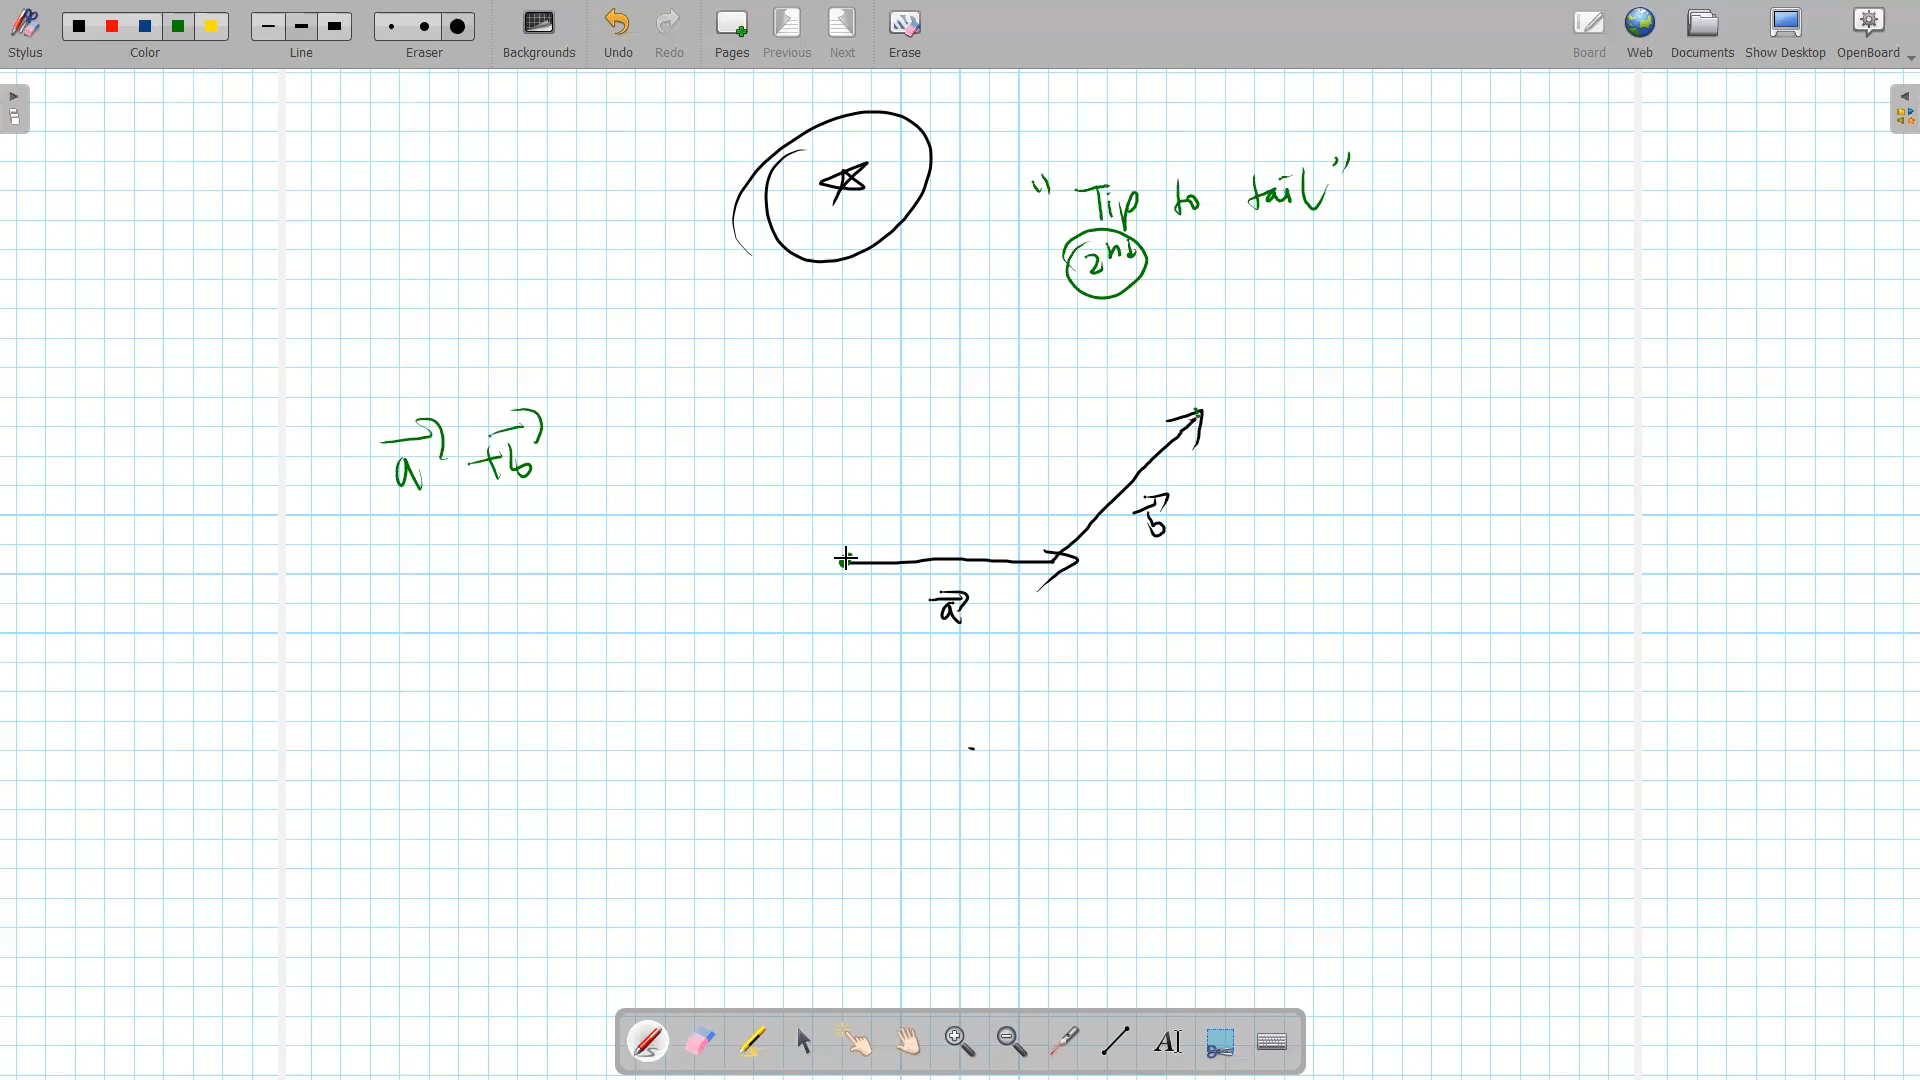 Stylus Color Line Eraser Backgrounds Undo Redo Pages Previous Next Erase Board Web Documents Show Desktop OpenBoard
"Tip to tail"
2nd
a⃗ + b⃗
b⃗
a⃗